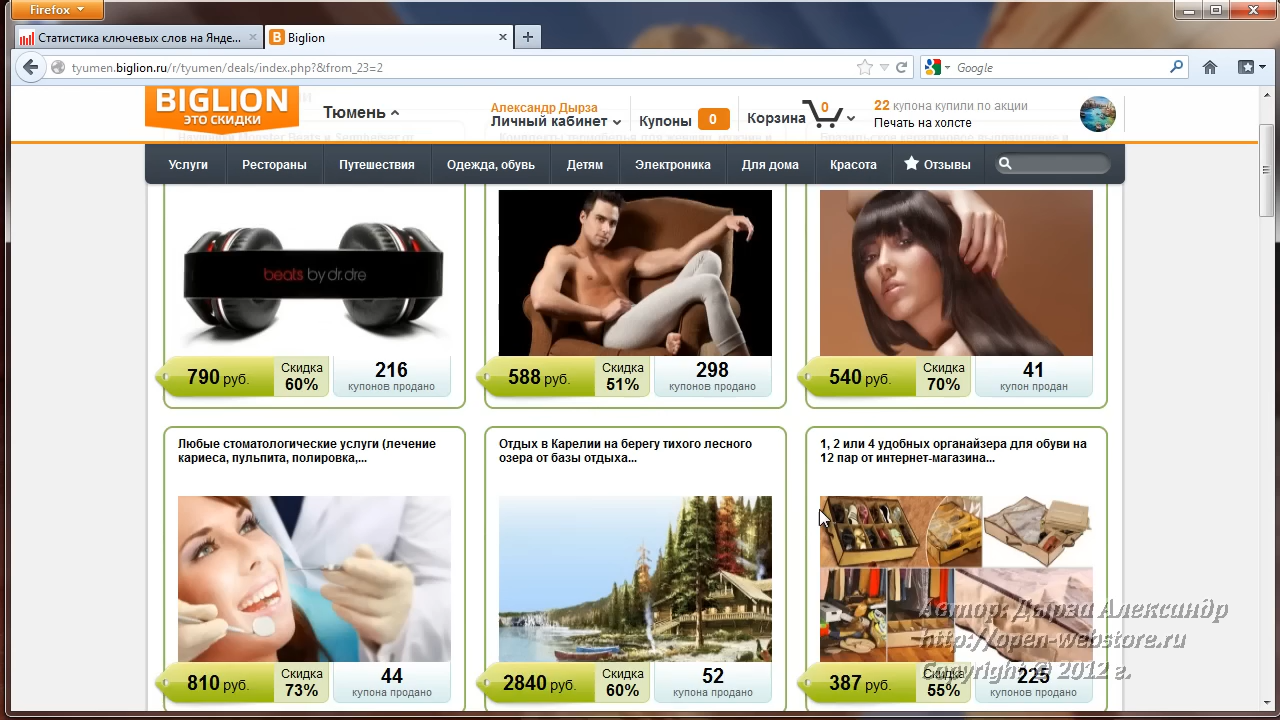 Firefox
Статистика ключевых слов на Янде...
Biglion
tyumen.biglion.ru/r/tyumen/deals/index.php?&from_23=2
Google
BIGLION
ЭТО СКИДКИ
Тюмень
Александр Дырза
Личный кабинет
Купоны 0
Корзина 0
22 купона купили по акции
Печать на холсте
Услуги
Рестораны
Путешествия
Одежда, обувь
Детям
Электроника
Для дома
Красота
Отзывы
beats by dr. dre
790 руб.
Скидка
60%
216
купонов продано
588 руб.
Скидка
51%
298
купонов продано
540 руб.
Скидка
70%
41
купон продан
Любые стоматологические услуги (лечение
кариеса, пульпита, полировка,...
Отдых в Карелии на берегу тихого лесного
озера от базы отдыха...
1, 2 или 4 удобных органайзера для обуви на
12 пар от интернет-магазина...
810 руб.
Скидка
73%
44
купона продано
2840 руб.
Скидка
60%
52
купона продано
387 руб.
Скидка
55%
225
купонов продано
Автор: Дырза Александр
http://open-webstore.ru
Copyright © 2012 г.